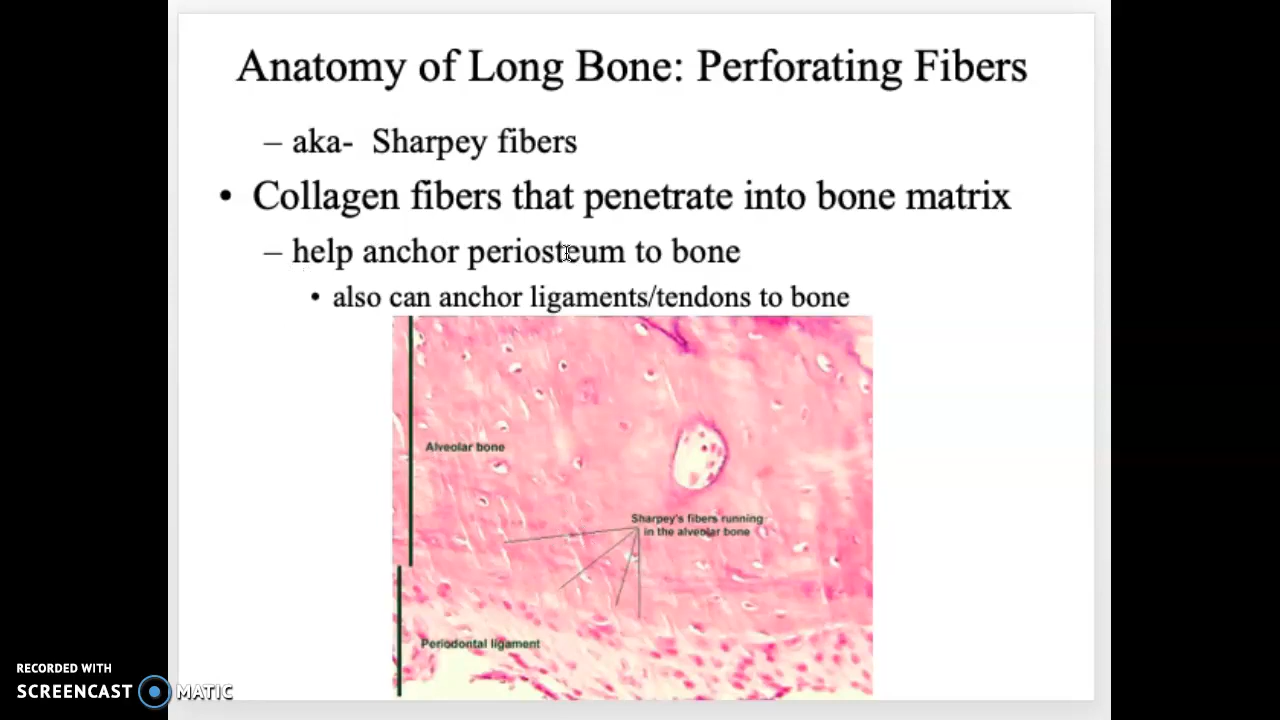 Anatomy of Long Bone: Perforating Fibers
– aka- Sharpey fibers
• Collagen fibers that penetrate into bone matrix
– help anchor periosteum to bone
• also can anchor ligaments/tendons to bone
Alveolar bone
Sharpey's fibers running
in the alveolar bone
Periodontal ligament
RECORDED WITH
SCREENCAST MATIC